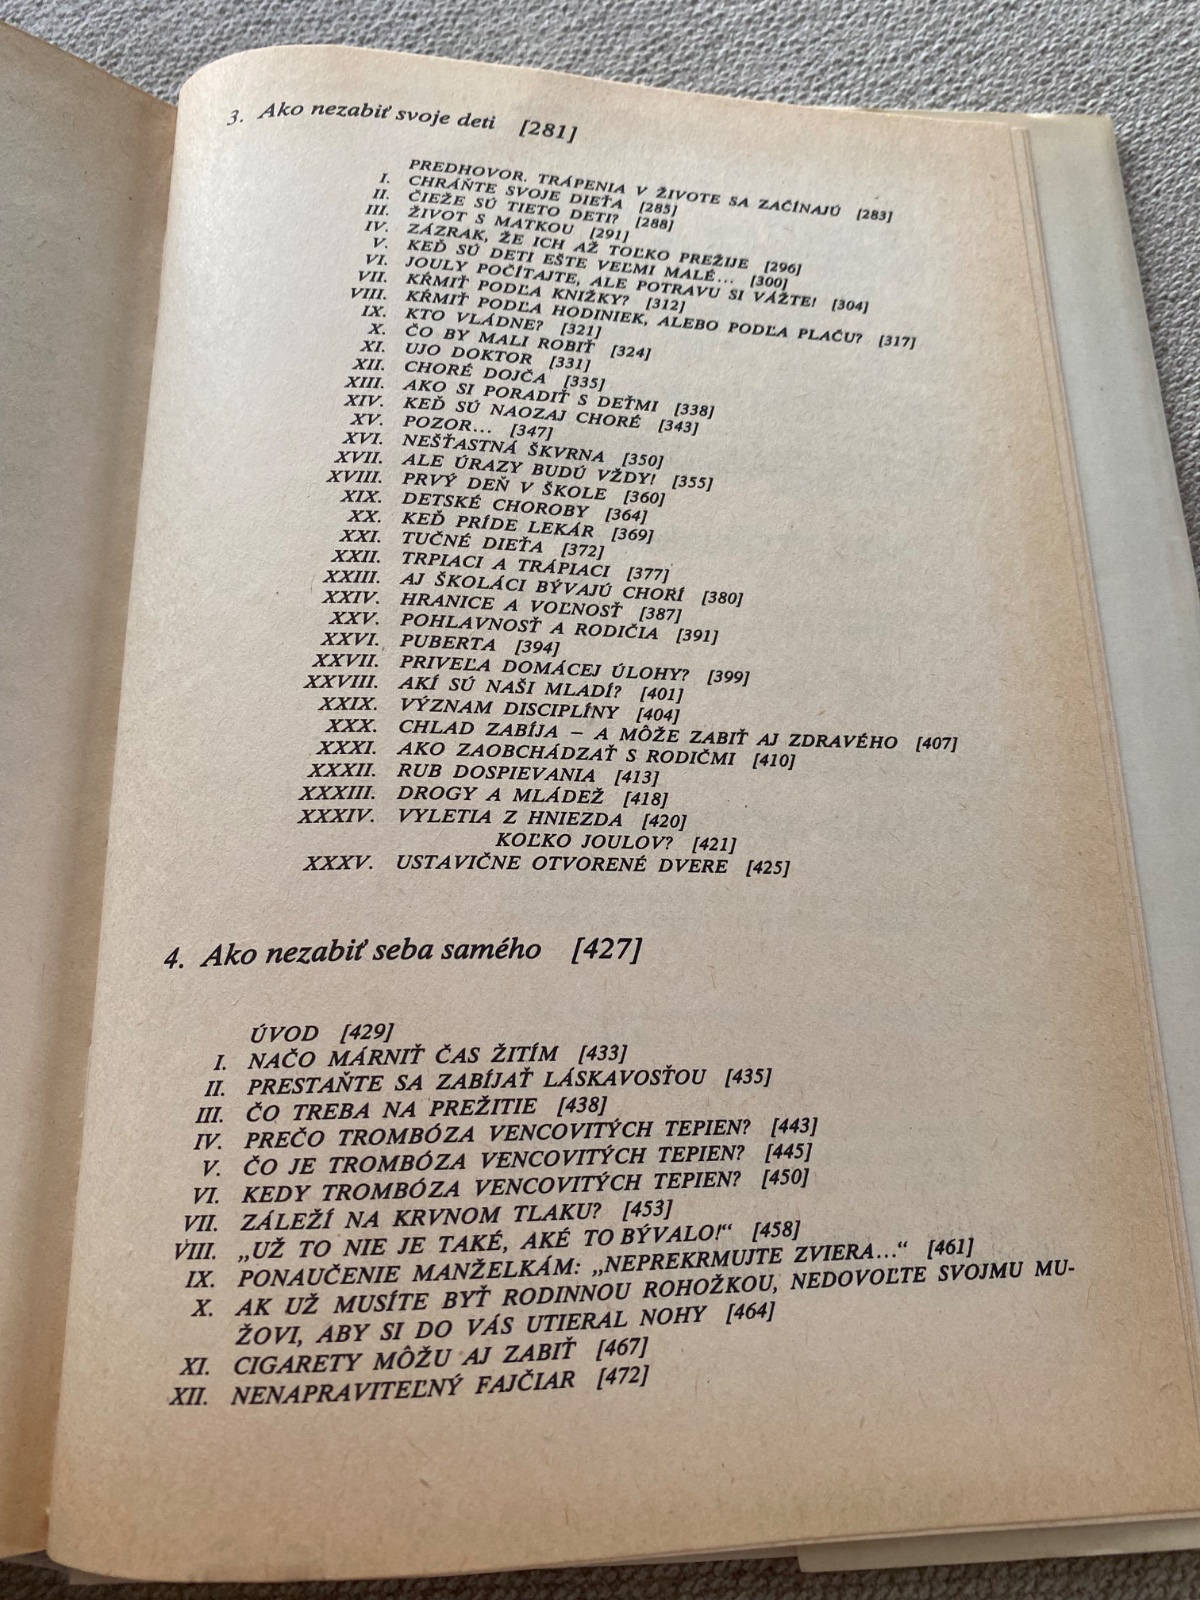 3. Ako nezabiť svoje deti [281]
PREDHOVOR. TRÁPENIA V ŽIVOTE SA ZAČÍNAJÚ [283]
I. CHRÁŇTE SVOJE DIEŤA [285]
II. ČIEŽE SÚ TIETO DETI? [288]
III. ŽIVOT S MATKOU [291]
IV. ZÁZRAK, ŽE ICH AŽ TOĽKO PREŽIJE [296]
V. KEĎ SÚ DETI EŠTE VEĽMI MALÉ... [300]
VI. JOULY POČÍTAJTE, ALE POTRAVU SI VÁŽTE! [304]
VII. KŔMIŤ PODĽA KNIŽKY? [312]
VIII. KŔMIŤ PODĽA HODINIEK, ALEBO PODĽA PLAČU? [317]
IX. KTO VLÁDNE? [321]
X. ČO BY MALI ROBIŤ [324]
XI. UJO DOKTOR [331]
XII. CHORÉ DOJČA [335]
XIII. AKO SI PORADIŤ S DEŤMI [338]
XIV. KEĎ SÚ NAOZAJ CHORÉ [343]
XV. POZOR... [347]
XVI. NEŠŤASTNÁ ŠKVRNA [350]
XVII. ALE ÚRAZY BUDÚ VŽDY! [355]
XVIII. PRVÝ DEŇ V ŠKOLE [360]
XIX. DETSKÉ CHOROBY [364]
XX. KEĎ PRÍDE LEKÁR [369]
XXI. TUČNÉ DIEŤA [372]
XXII. TRPIACI A TRÁPIACI [377]
XXIII. AJ ŠKOLÁCI BÝVAJÚ CHORÍ [380]
XXIV. HRANICE A VOĽNOSŤ [387]
XXV. POHLAVNOSŤ A RODIČIA [391]
XXVI. PUBERTA [394]
XXVII. PRIVEĽA DOMÁCEJ ÚLOHY? [399]
XXVIII. AKÍ SÚ NAŠI MLADÍ? [401]
XXIX. VÝZNAM DISCIPLÍNY [404]
XXX. CHLAD ZABÍJA – A MÔŽE ZABIŤ AJ ZDRAVÉHO [407]
XXXI. AKO ZAOBCHÁDZAŤ S RODIČMI [410]
XXXII. RUB DOSPIEVANIA [413]
XXXIII. DROGY A MLÁDEŽ [418]
XXXIV. VYLETIA Z HNIEZDA [420]
KOĽKO JOULOV? [421]
XXXV. USTAVIČNE OTVORENÉ DVERE [425]
4. Ako nezabiť seba samého [427]
ÚVOD [429]
I. NAČO MÁRNIŤ ČAS ŽITÍM [433]
II. PRESTAŇTE SA ZABÍJAŤ LÁSKAVOSŤOU [435]
III. ČO TREBA NA PREŽITIE [438]
IV. PREČO TROMBÓZA VENCOVITÝCH TEPIEN? [443]
V. ČO JE TROMBÓZA VENCOVITÝCH TEPIEN? [445]
VI. KEDY TROMBÓZA VENCOVITÝCH TEPIEN? [450]
VII. ZÁLEŽÍ NA KRVNOM TLAKU? [453]
VIII. „UŽ TO NIE JE TAKÉ, AKÉ TO BÝVALO!“ [458]
IX. PONAUČENIE MANŽELKÁM: „NEPREKRMUJTE ZVIERA...“ [461]
X. AK UŽ MUSÍTE BYŤ RODINNOU ROHOŽKOU, NEDOVOĽTE SVOJMU MU-
ŽOVI, ABY SI DO VÁS UTIERAL NOHY [464]
XI. CIGARETY MÔŽU AJ ZABIŤ [467]
XII. NENAPRAVITEĽNÝ FAJČIAR [472]